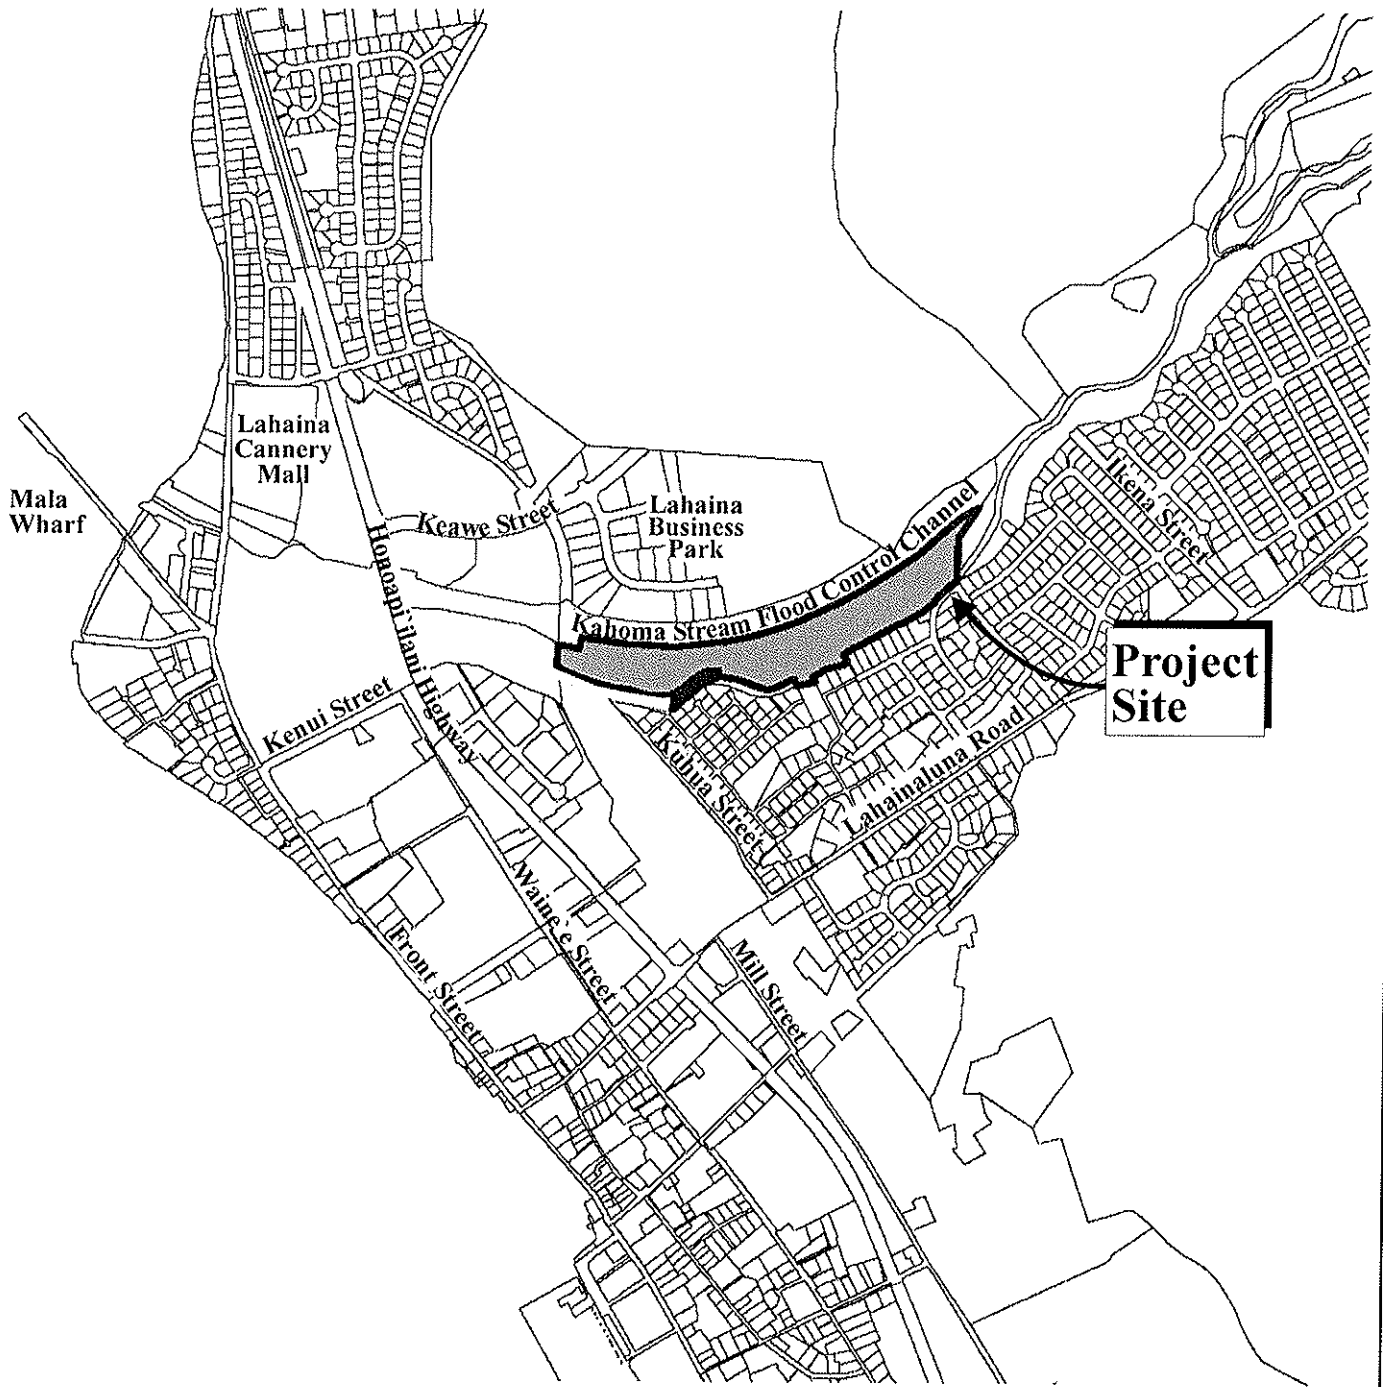 Lahaina
Cannery
Mall
Mala
Wharf
Keawe Street
Lahaina
Business
Park
Ikena Street
Honoapi`ilani Highway
Kahoma Stream Flood Control Channel
Project
Site
Kenui Street
Kuhua Street
Lahainaluna Road
Waine`e Street
Front Street
Mill Street